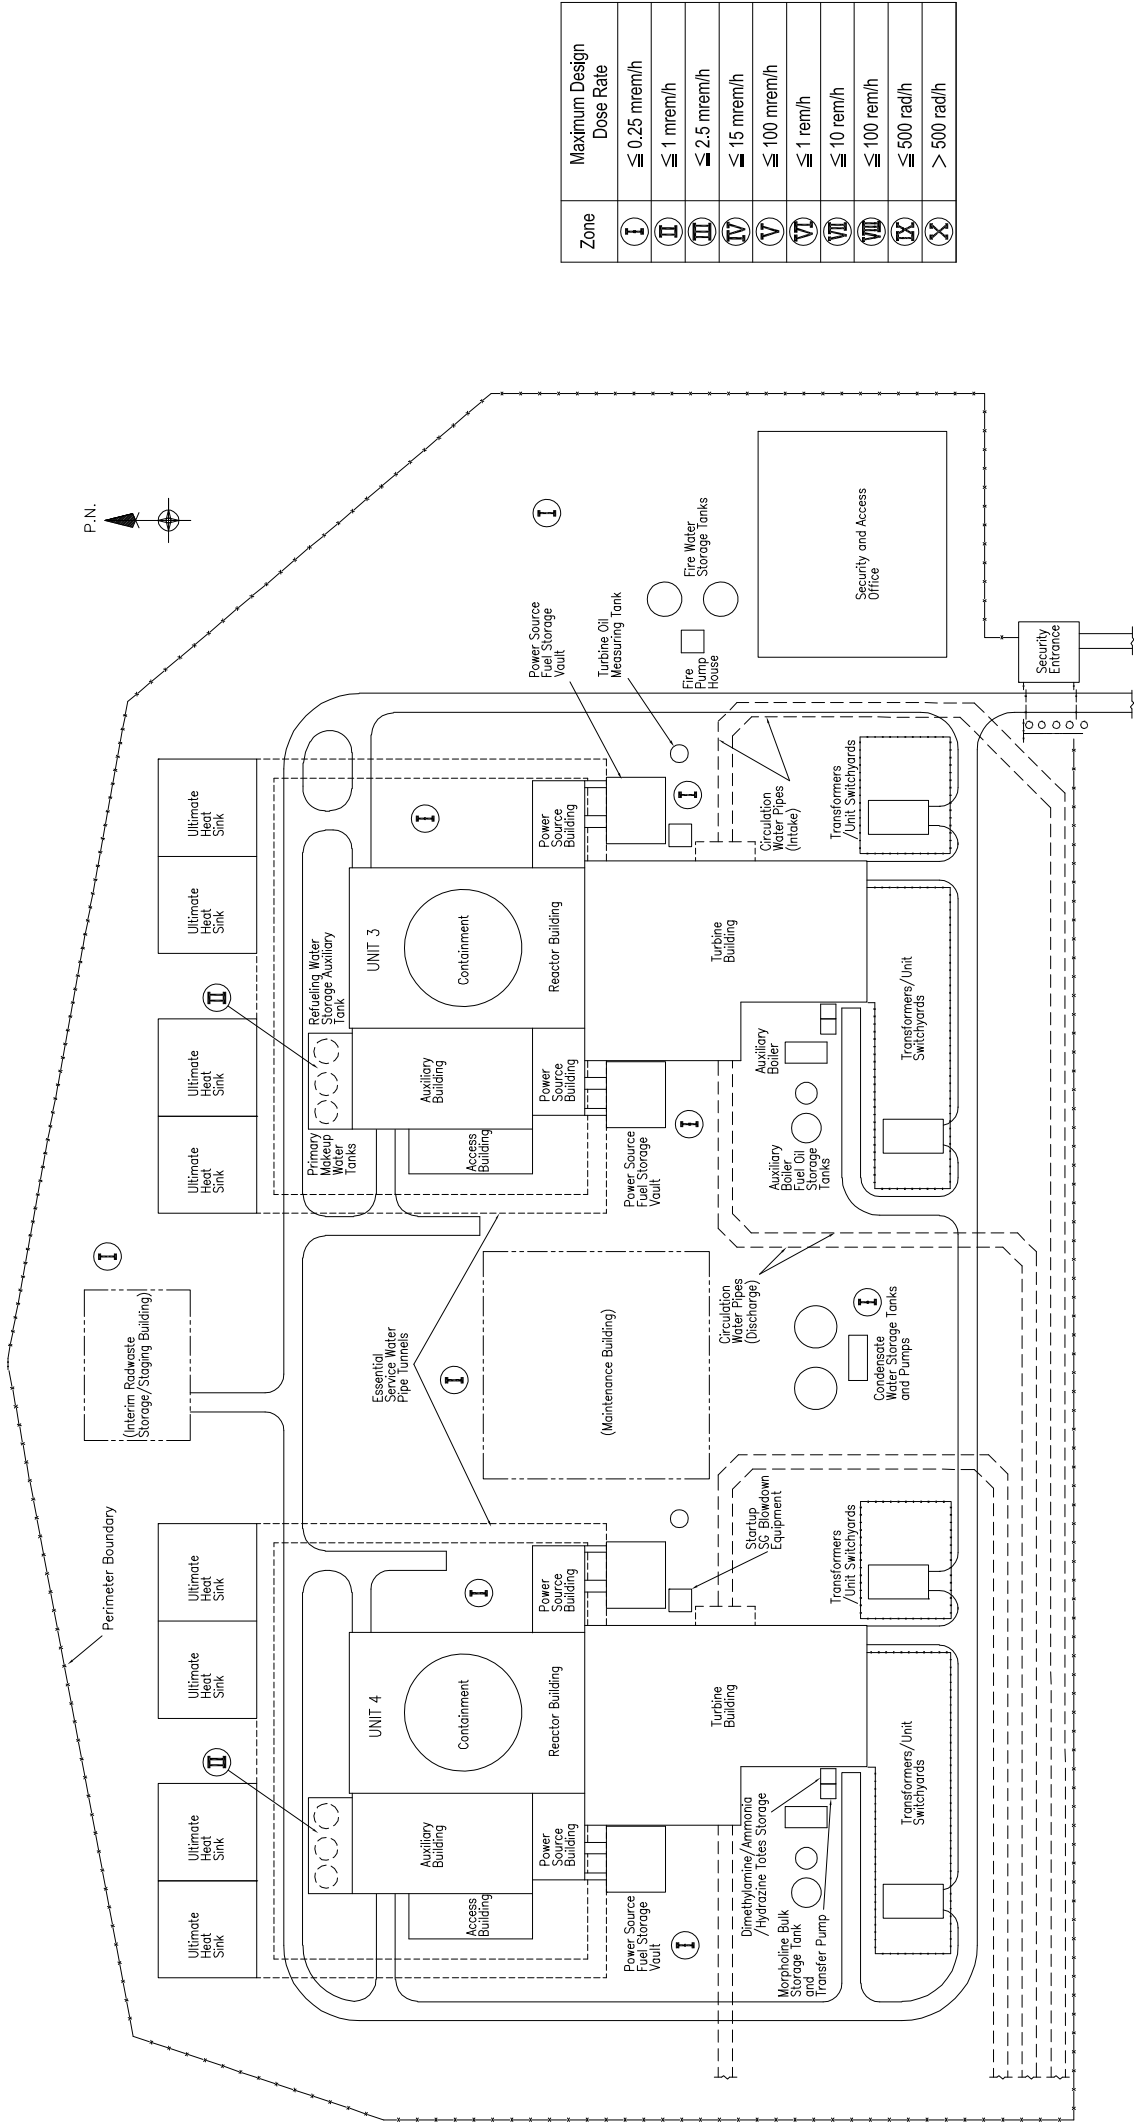 P.N.
Perimeter Boundary
(Interim Radwaste
Storage/Staging Building)
I
Ultimate
Heat
Sink
Ultimate
Heat
Sink
Ultimate
Heat
Sink
Ultimate
Heat
Sink
Ultimate
Heat
Sink
Ultimate
Heat
Sink
Ultimate
Heat
Sink
Ultimate
Heat
Sink
II
II
UNIT 4
Containment
Reactor Building
Auxiliary
Building
Access
Building
Power
Source
Building
Power
Source
Building
I
Power Source
Fuel Storage
Vault
I
Turbine
Building
Startup
SG Blowdown
Equipment
Dimethylamine/Ammonia
/Hydrazine Totes Storage
Morpholine Bulk
Storage Tank
and
Transfer Pump
Transformers/Unit
Switchyards
Transformers
/Unit Switchyards
Essential
Service Water
Pipe Tunnels
I
(Maintenance Building)
Circulation
Water Pipes
(Discharge)
I
Condensate
Water Storage Tanks
and Pumps
Primary
Makeup
Water
Tanks
Refueling Water
Storage Auxiliary
Tank
UNIT 3
Containment
Reactor Building
Auxiliary
Building
Access
Building
Power
Source
Building
Power
Source
Building
I
Power Source
Fuel Storage
Vault
I
Power Source
Fuel Storage
Vault
Turbine Oil
Measuring Tank
I
Turbine
Building
Auxiliary
Boiler
Auxiliary
Boiler
Fuel Oil
Storage
Tanks
Circulation
Water Pipes
(Intake)
Transformers/Unit
Switchyards
Transformers
/Unit Switchyards
I
Fire
Pump
House
Fire Water
Storage Tanks
Security and Access
Office
Security
Entrance
Zone
Maximum Design
Dose Rate
I ≦ 0.25 mrem/h
II ≦ 1 mrem/h
III ≦ 2.5 mrem/h
IV ≦ 15 mrem/h
V ≦ 100 mrem/h
VI ≦ 1 rem/h
VII ≦ 10 rem/h
VIII ≦ 100 rem/h
IX ≦ 500 rad/h
X > 500 rad/h